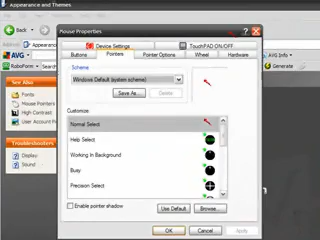 Appearance and Themes
Mouse Properties
Back
Device Settings
TouchPAD ON/OFF
Buttons
Pointers
Pointer Options
Wheel
Hardware
Appearance
AVG
RoboForm
Search
Generate
Scheme
Windows Default (system scheme)
Save As...
Delete
See Also
Fonts
Mouse Pointers
High Contrast
User Account
Customize:
Normal Select
Help Select
Working In Background
Busy
Precision Select
Troubleshooters
Display
Sound
Enable pointer shadow
Use Default
Browse...
OK
Cancel
Apply